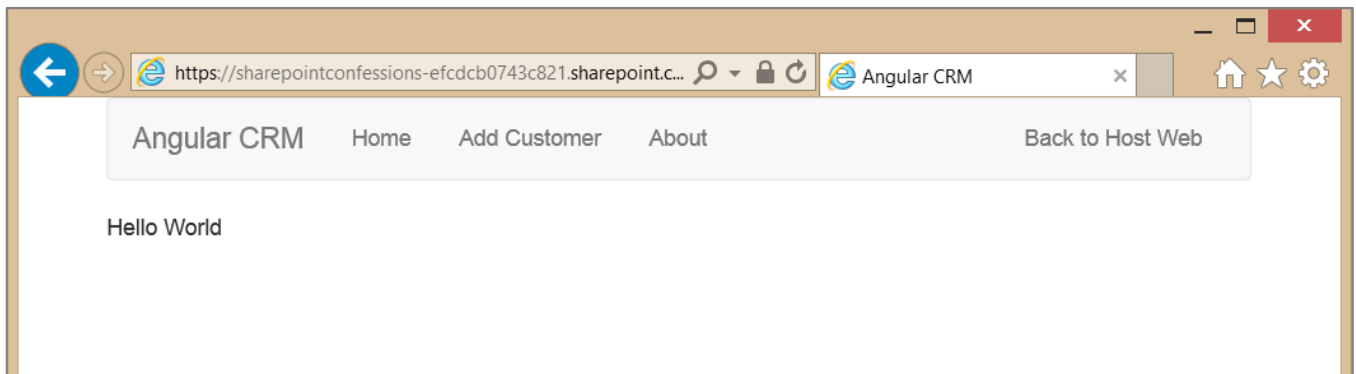 https://sharepointconfessions-efcdcb0743c821.sharepoint.c... Angular CRM
Angular CRM Home Add Customer About Back to Host Web
Hello World